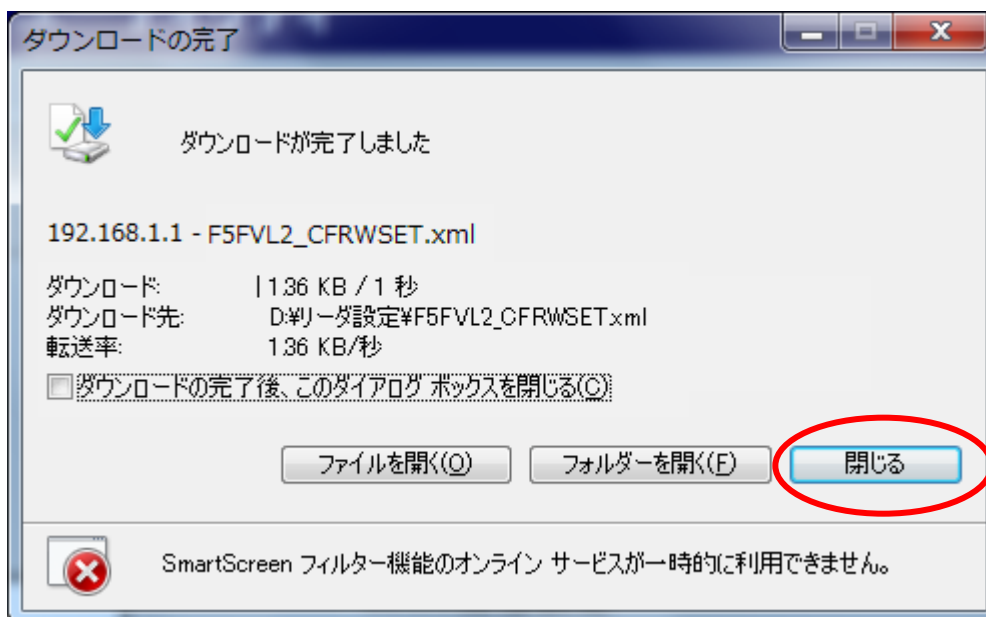 ダウンロードの完了
ダウンロードが完了しました
192.168.1.1 - F5FVL2_CFRWSET.xml
ダウンロード: 1.36 KB / 1 秒
ダウンロード先: D:¥リーダ設定¥F5FVL2_CFRWSET.xml
転送率: 1.36 KB/秒
ダウンロードの完了後、このダイアログ ボックスを閉じる(C)
ファイルを開く(O) フォルダーを開く(F) 閉じる
SmartScreen フィルター機能のオンライン サービスが一時的に利用できません。